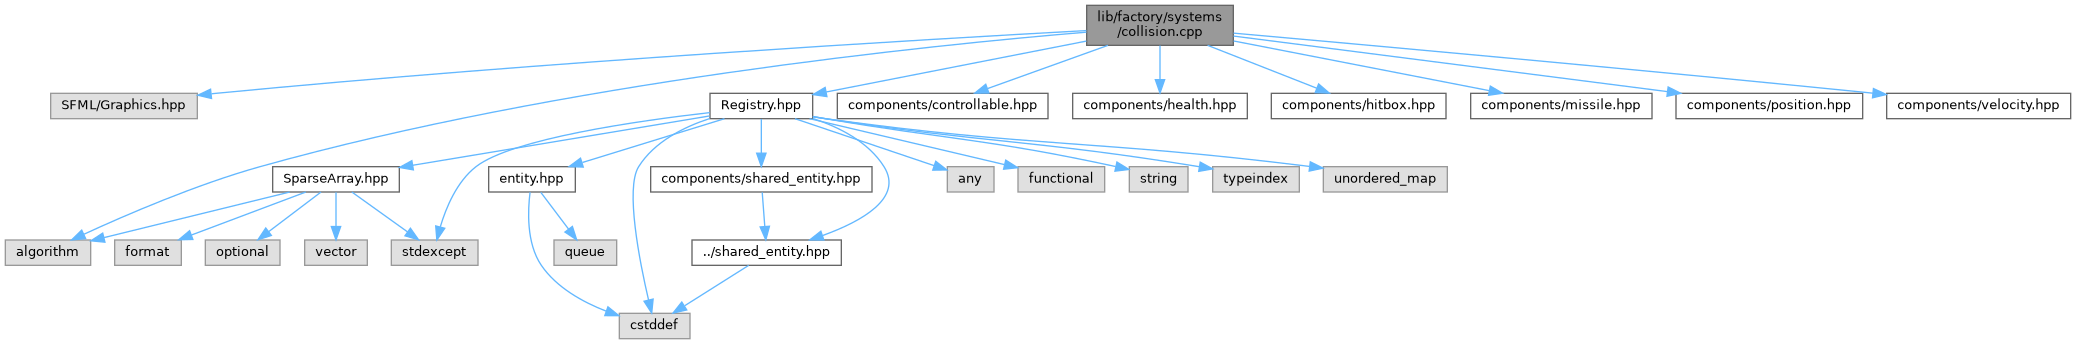 lib/factory/systems
/collision.cpp
SFML/Graphics.hpp
Registry.hpp
components/controllable.hpp
components/health.hpp
components/hitbox.hpp
components/missile.hpp
components/position.hpp
components/velocity.hpp
SparseArray.hpp
entity.hpp
components/shared_entity.hpp
any
functional
string
typeindex
unordered_map
algorithm
format
optional
vector
stdexcept
queue
../shared_entity.hpp
cstddef